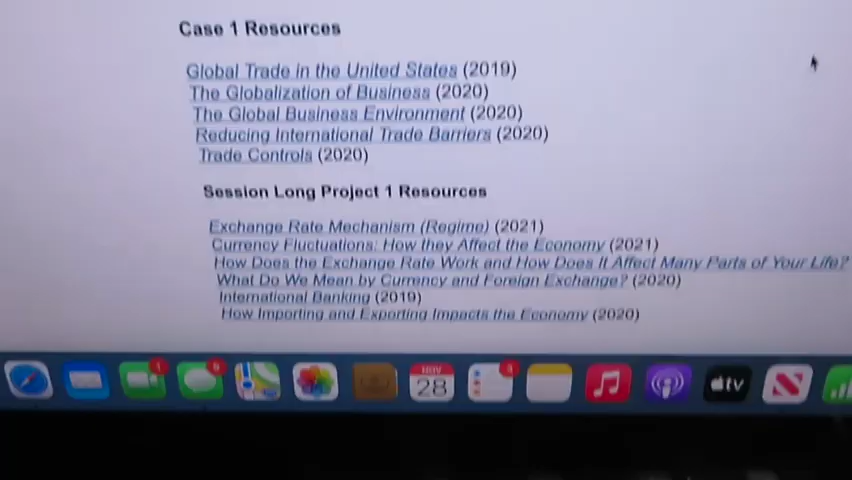 Case 1 Resources
Global Trade in the United States (2019)
The Globalization of Business (2020)
The Global Business Environment (2020)
Reducing International Trade Barriers (2020)
Trade Controls (2020)
Session Long Project 1 Resources
Exchange Rate Mechanism (Regime) (2021)
Currency Fluctuations: How they Affect the Economy (2021)
How Does the Exchange Rate Work and How Does It Affect Many Parts of Your Life?
What Do We Mean by Currency and Foreign Exchange? (2020)
International Banking (2019)
How Importing and Exporting Impacts the Economy (2020)
NOV
28
tv